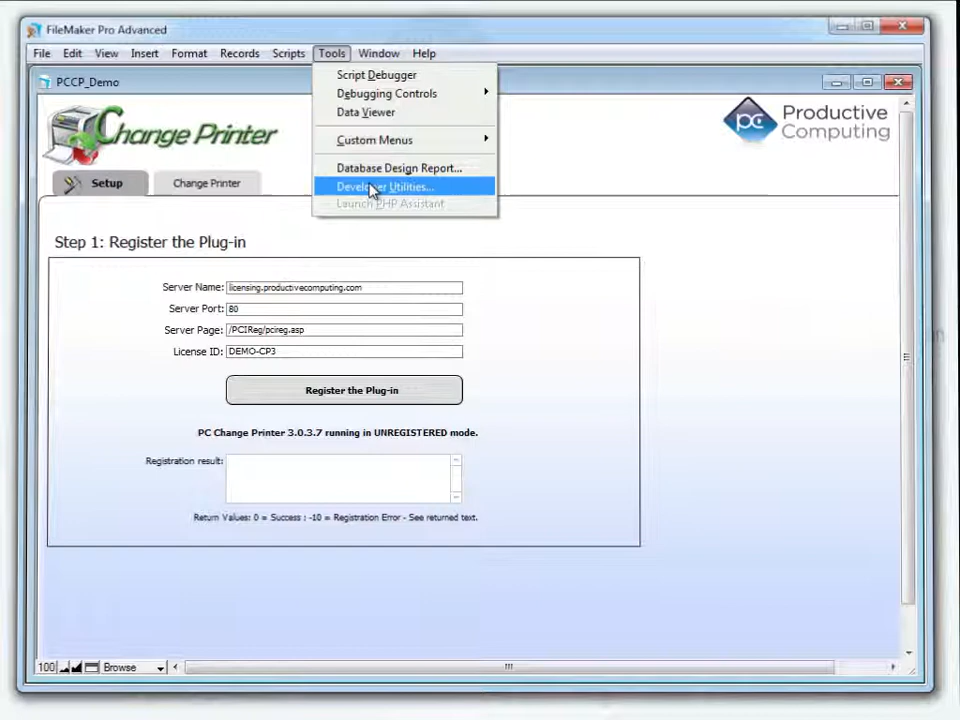 FileMaker Pro Advanced
File Edit View Insert Format Records Scripts Tools Window Help
PCCP_Demo
Script Debugger
Debugging Controls
Data Viewer
Custom Menus
Database Design Report...
Developer Utilities...
Launch PHP Assistant
Change Printer
pc Productive Computing
Setup Change Printer
Step 1: Register the Plug-in
Server Name: licensing.productivecomputing.com
Server Port: 80
Server Page: /PCIReg/pcireg.asp
License ID: DEMO-CP3
Register the Plug-in
PC Change Printer 3.0.3.7 running in UNREGISTERED mode.
Registration result:
Return Values: 0 = Success : -10 = Registration Error - See returned text.
100 Browse